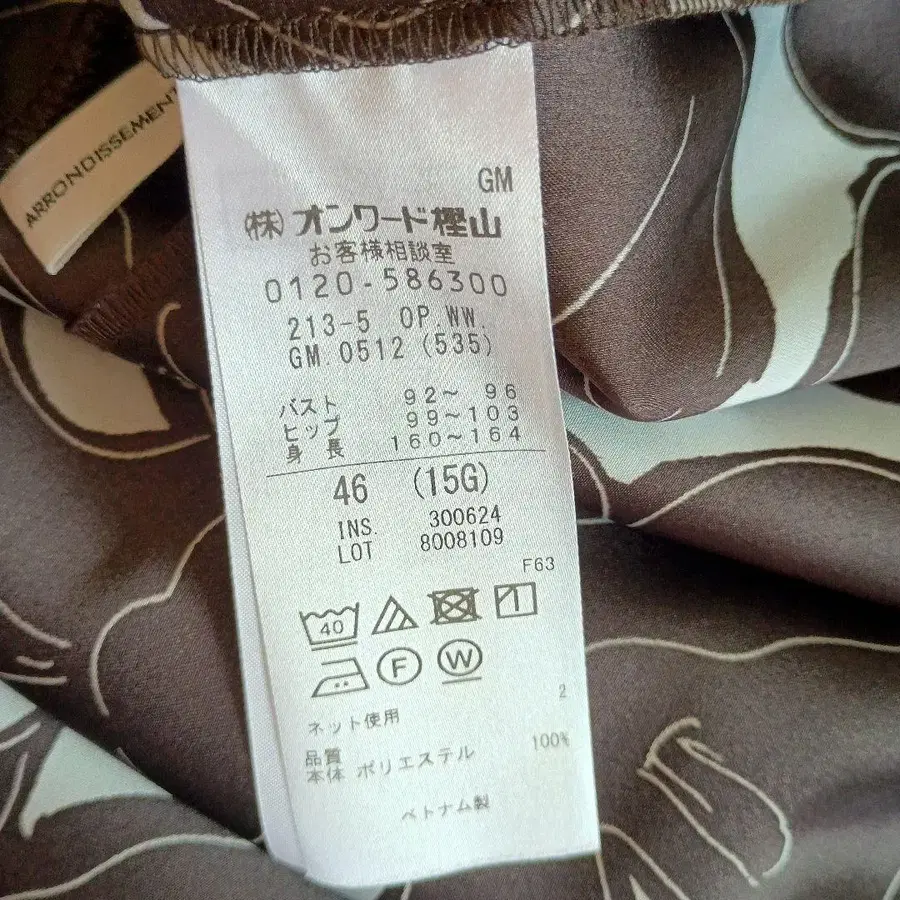 ARRONDISSEMENT
GM
(株)オンワード樫山
お客様相談室
0120-586300
213-5 OP.WW.
GM.0512 (535)
バスト 92〜 96
ヒップ 99〜103
身 長 160〜164
46 (15G)
INS. 300624
LOT 8008109
F63
40
F W
2
ネット使用
品質
本体 ポリエステル 100%
ベトナム製